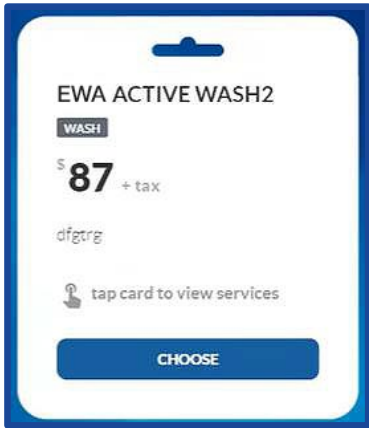 EWA ACTIVE WASH2
WASH
$87 + tax
dfgtrg
tap card to view services
CHOOSE